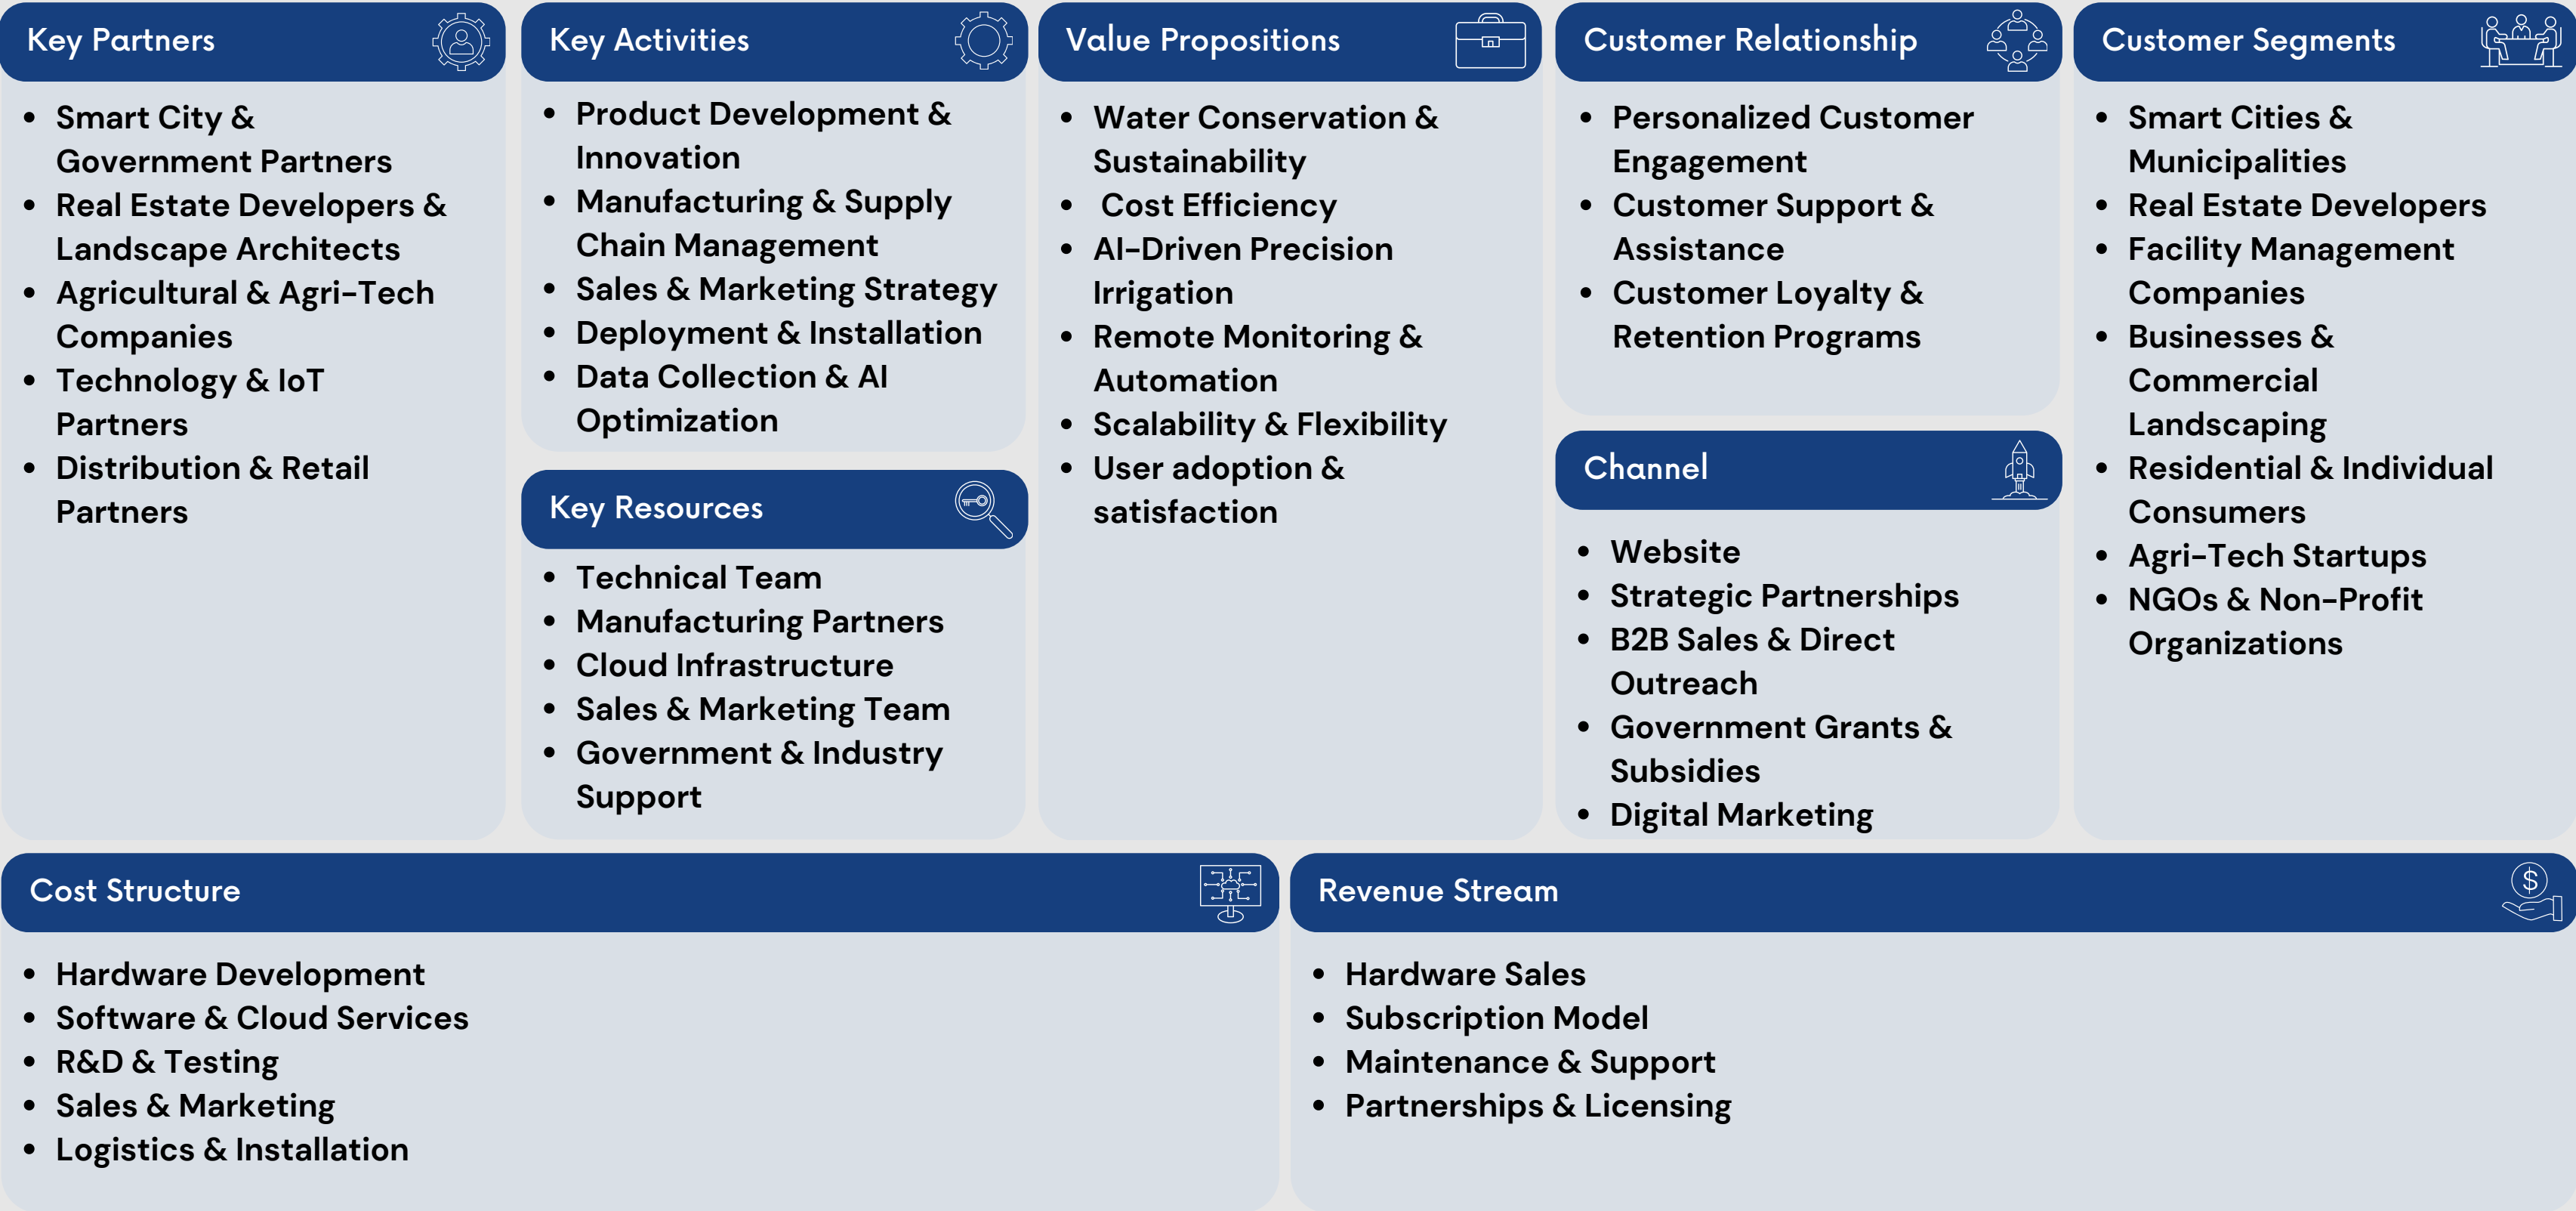 Key Partners
• Smart City &
Government Partners
• Real Estate Developers &
Landscape Architects
• Agricultural & Agri-Tech
Companies
• Technology & IoT
Partners
• Distribution & Retail
Partners
Key Activities
• Product Development &
Innovation
• Manufacturing & Supply
Chain Management
• Sales & Marketing Strategy
• Deployment & Installation
• Data Collection & AI
Optimization
Key Resources
• Technical Team
• Manufacturing Partners
• Cloud Infrastructure
• Sales & Marketing Team
• Government & Industry
Support
Value Propositions
• Water Conservation &
Sustainability
• Cost Efficiency
• AI-Driven Precision
Irrigation
• Remote Monitoring &
Automation
• Scalability & Flexibility
• User adoption &
satisfaction
Customer Relationship
• Personalized Customer
Engagement
• Customer Support &
Assistance
• Customer Loyalty &
Retention Programs
Channel
• Website
• Strategic Partnerships
• B2B Sales & Direct
Outreach
• Government Grants &
Subsidies
• Digital Marketing
Customer Segments
• Smart Cities &
Municipalities
• Real Estate Developers
• Facility Management
Companies
• Businesses &
Commercial
Landscaping
• Residential & Individual
Consumers
• Agri-Tech Startups
• NGOs & Non-Profit
Organizations
Cost Structure
• Hardware Development
• Software & Cloud Services
• R&D & Testing
• Sales & Marketing
• Logistics & Installation
Revenue Stream
$
• Hardware Sales
• Subscription Model
• Maintenance & Support
• Partnerships & Licensing